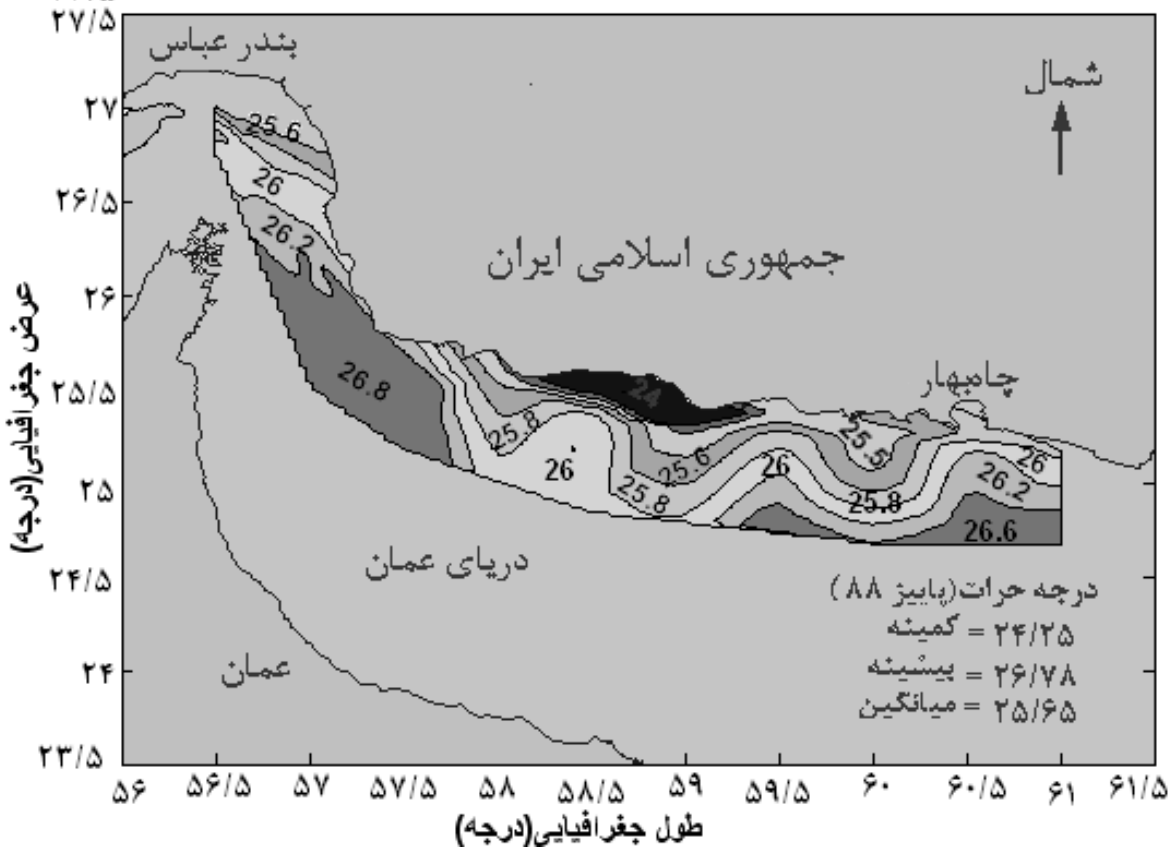 ۲۷/۵
بندر عباس
شمال
۲۷
25.6
26
۲۶/۵
26.2
جمهوری اسلامی ایران
۲۶
عرض جغرافیایی(درجه)
26.8
۲۵/۵
24
چابهار
25.8
25.5
26
25.6
26
26
25.8
25.8
26.2
۲۵
26.6
دریای عمان
۲۴/۵
درجه حرات(پاییز ۸۸)
کمینه = ۲۴/۲۵
عمان
۲۴
بیشینه = ۲۶/۷۸
میانگین = ۲۵/۶۵
۲۳/۵
۵۶ ۵۶/۵ ۵۷ ۵۷/۵ ۵۸ ۵۸/۵ ۵۹ ۵۹/۵ ۶۰ ۶۰/۵ ۶۱ ۶۱/۵
طول جغرافیایی(درجه)